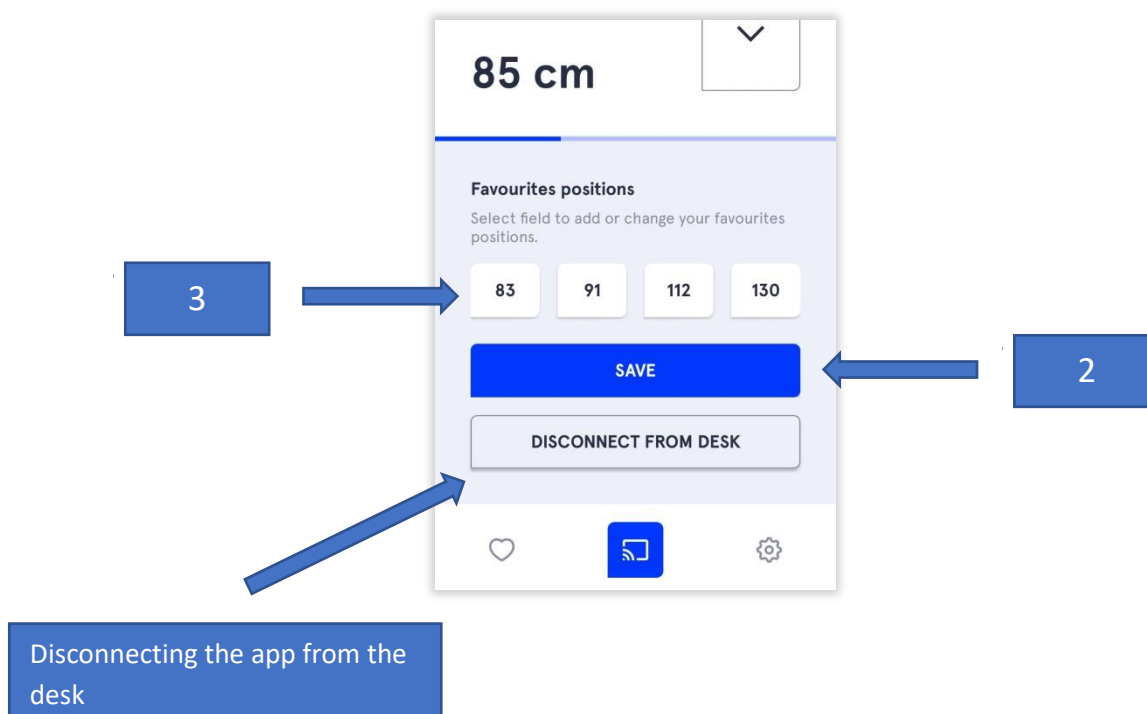 85 cm
Favourites positions
Select field to add or change your favourites
positions.
3
83 91 112 130
SAVE
2
DISCONNECT FROM DESK
Disconnecting the app from the
desk